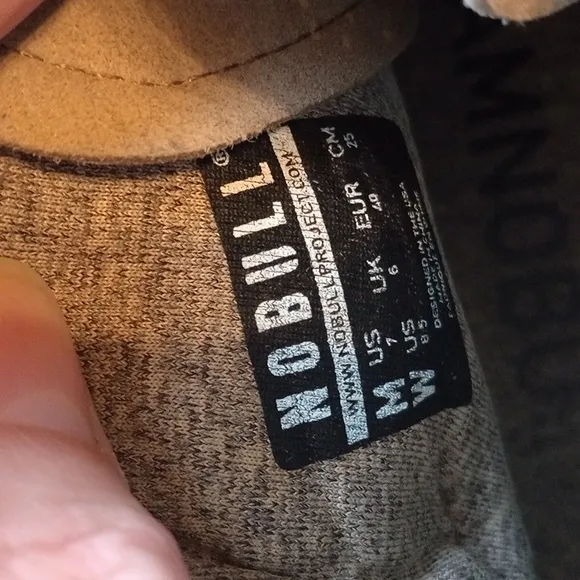 NOBULL®
WWW.NOBULLPROJECT.COM
M US 7 UK 6 EUR 40 CM 25
W US 8.5
DESIGNED IN THE USA